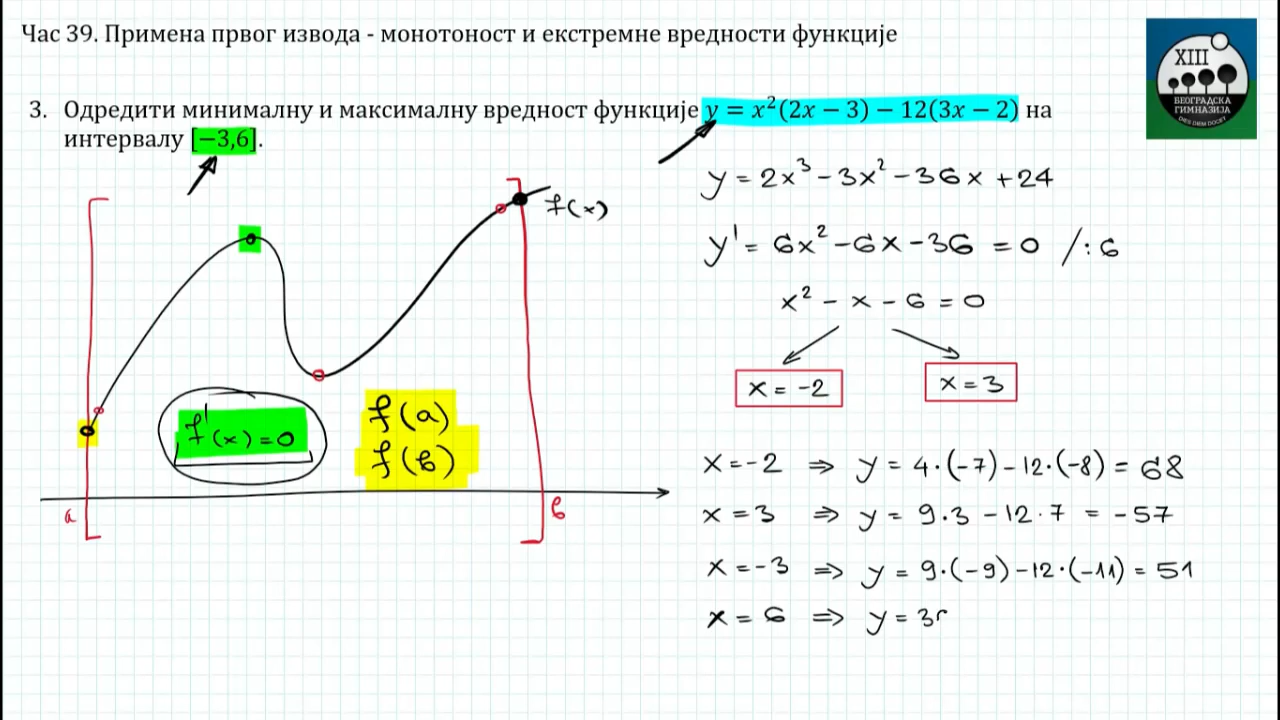 Час 39. Примена првог извода - монотоност и екстремне вредности функције
XIII
БЕОГРАДСКА
ГИМНАЗИЈА
DIES DIEM DOCET
3. Одредити минималну и максималну вредност функције y = x²(2x − 3) − 12(3x − 2) на
интервалу [−3,6].
y = 2x³ - 3x² - 36x + 24
f(x)
y' = 6x² - 6x - 36 = 0 /:6
x² - x - 6 = 0
x = -2
x = 3
f'(x) = 0
f(a)
f(b)
a
b
x = -2 ⇒ y = 4·(-7) - 12·(-8) = 68
x = 3 ⇒ y = 9·3 - 12·7 = -57
x = -3 ⇒ y = 9·(-9) - 12·(-11) = 51
x = 6 ⇒ y = 3